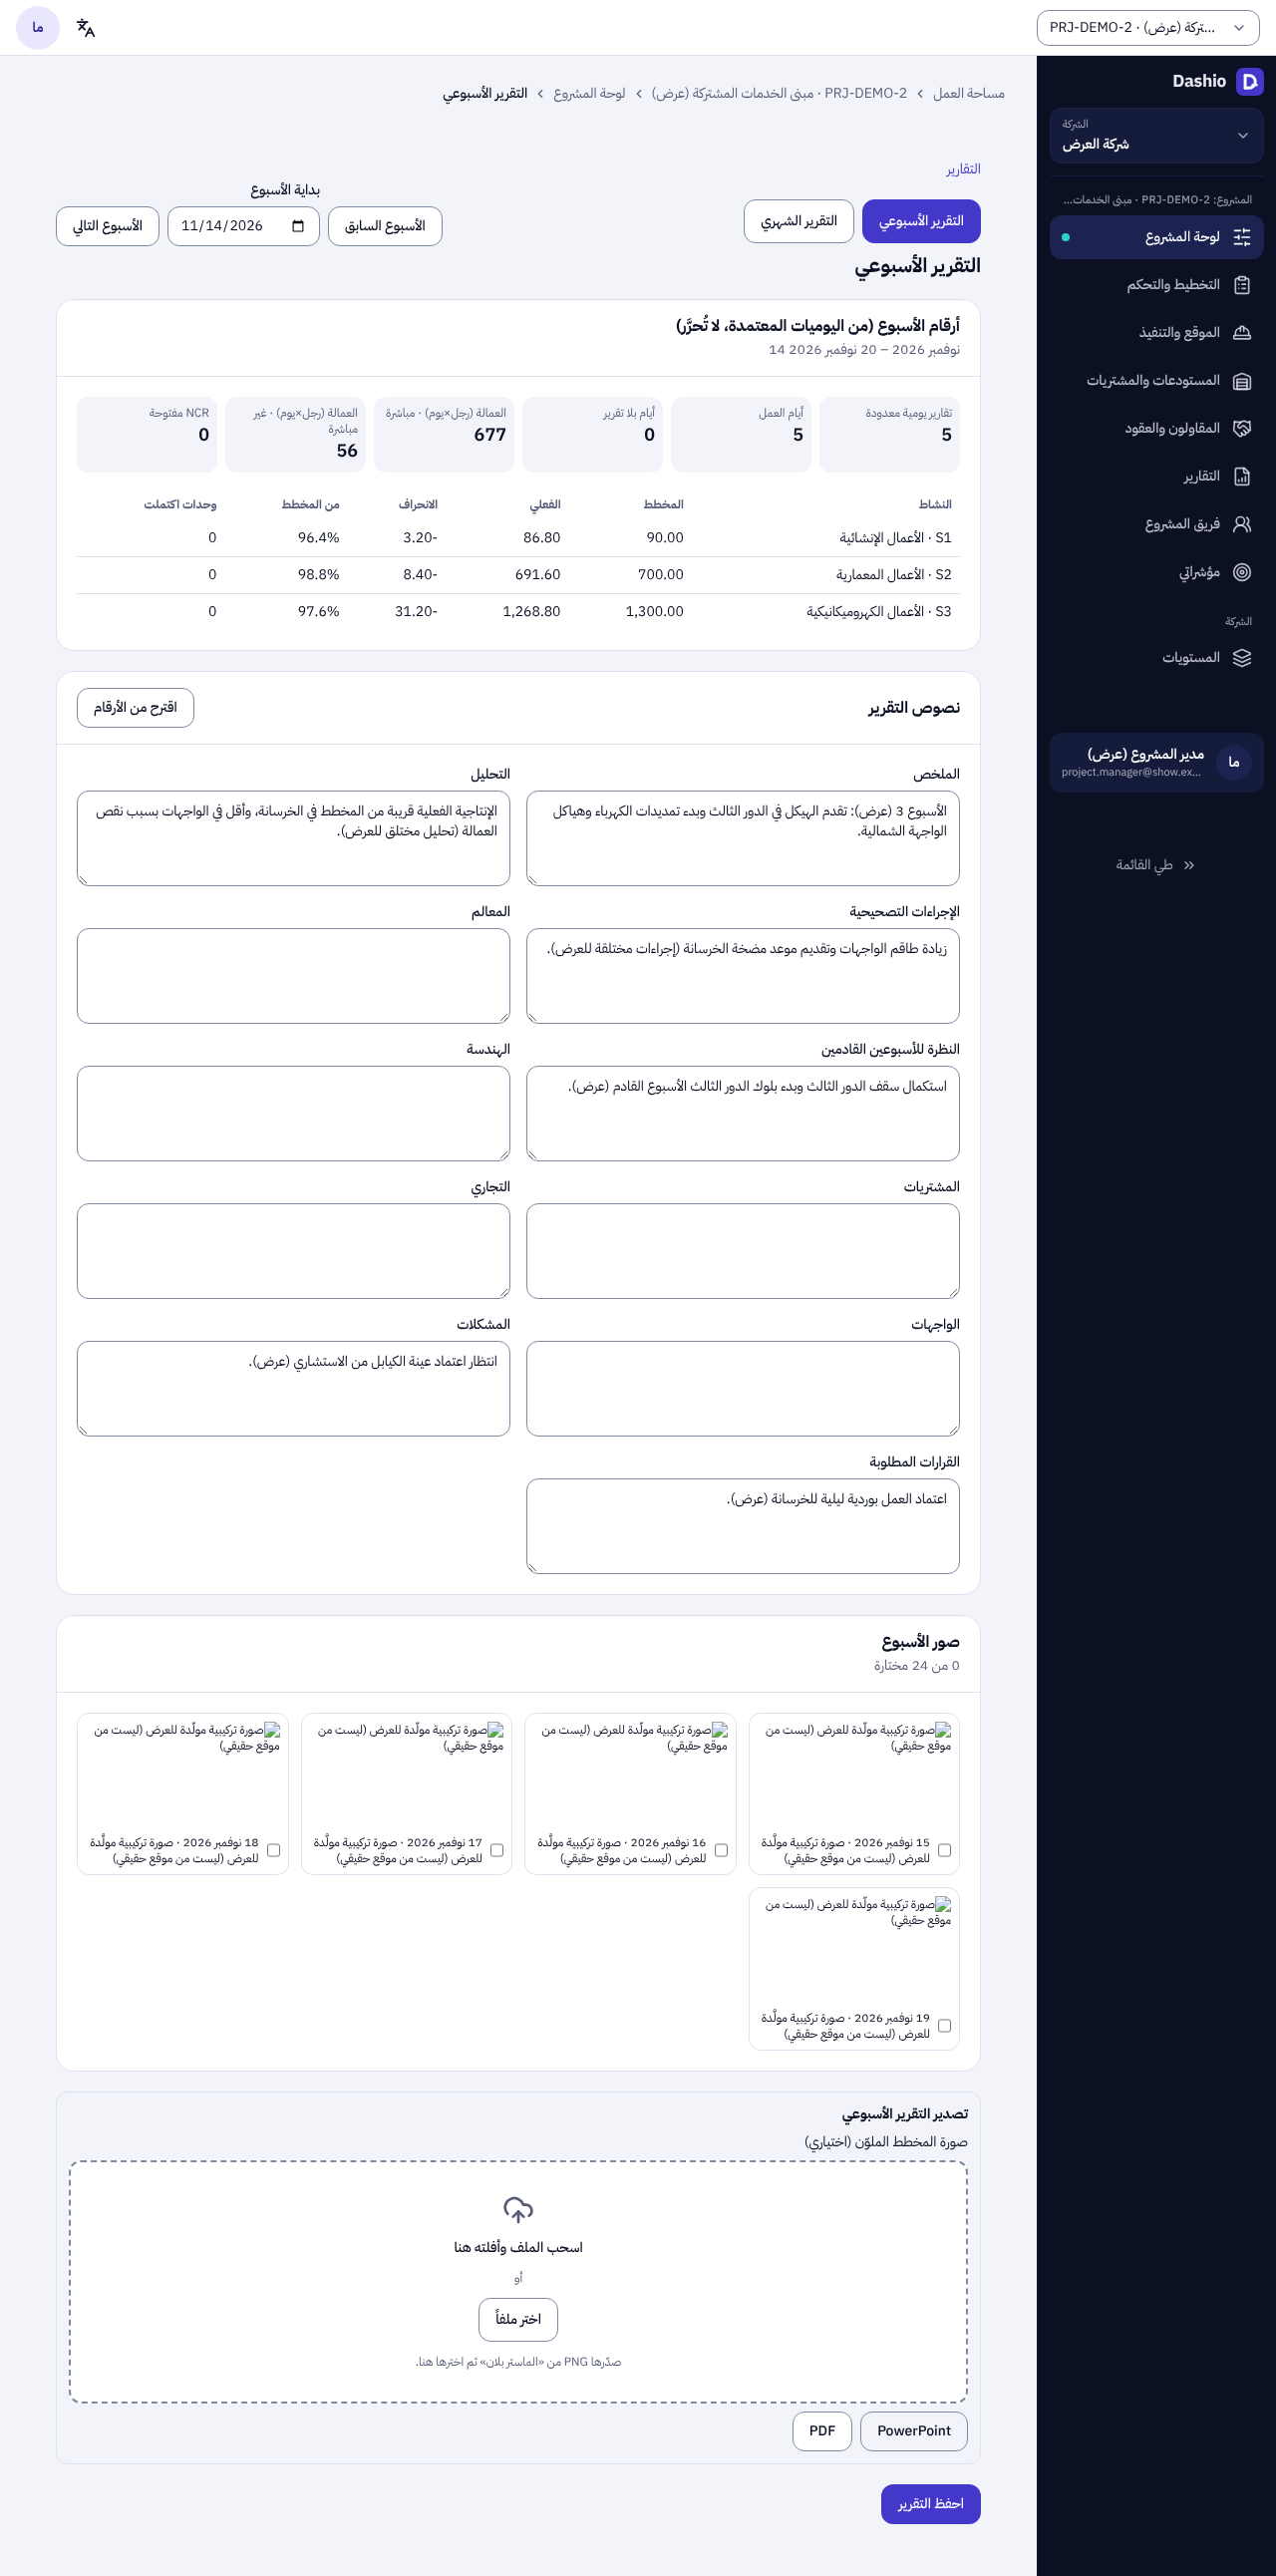 PRJ-DEMO-2 · تركة (عرض)...
ما
Dashio
الشركة
شركة العرض
المشروع: PRJ-DEMO-2 · مبنى الخدمات...
لوحة المشروع
التخطيط والتحكم
الموقع والتنفيذ
المستودعات والمشتريات
المقاولون والعقود
التقارير
فريق المشروع
مؤشراتي
الشركة
المستويات
ما
مدير المشروع (عرض)
project.manager@show.ex...
طي القائمة
مساحة العمل > PRJ-DEMO-2 · مبنى الخدمات المشتركة (عرض) > لوحة المشروع > التقرير الأسبوعي
التقارير
التقرير الأسبوعي
التقرير الشهري
بداية الأسبوع
الأسبوع السابق
11/14/2026
الأسبوع التالي
التقرير الأسبوعي
أرقام الأسبوع (من اليوميات المعتمدة، لا تُحرَّر)
14 نوفمبر 2026 – 20 نوفمبر 2026
تقارير يومية معدودة
5
أيام العمل
5
أيام بلا تقرير
0
العمالة (رجل×يوم) · مباشرة
677
العمالة (رجل×يوم) · غير
مباشرة
56
NCR مفتوحة
0
النشاط المخطط الفعلي الانحراف من المخطط وحدات اكتملت
S1 · الأعمال الإنشائية 90.00 86.80 -3.20 96.4% 0
S2 · الأعمال المعمارية 700.00 691.60 -8.40 98.8% 0
S3 · الأعمال الكهروميكانيكية 1,300.00 1,268.80 -31.20 97.6% 0
نصوص التقرير
اقترح من الأرقام
الملخص
الأسبوع 3 (عرض): تقدم الهيكل في الدور الثالث وبدء تمديدات الكهرباء وهياكل
الواجهة الشمالية.
التحليل
الإنتاجية الفعلية قريبة من المخطط في الخرسانة، وأقل في الواجهات بسبب نقص
العمالة (تحليل مختلق للعرض).
الإجراءات التصحيحية
زيادة طاقم الواجهات وتقديم موعد مضخة الخرسانة (إجراءات مختلقة للعرض).
المعالم
النظرة للأسبوعين القادمين
استكمال سقف الدور الثالث وبدء بلوك الدور الثالث الأسبوع القادم (عرض).
الهندسة
المشتريات
التجاري
الواجهات
المشكلات
انتظار اعتماد عينة الكيابل من الاستشاري (عرض).
القرارات المطلوبة
اعتماد العمل بوردية ليلية للخرسانة (عرض).
صور الأسبوع
0 من 24 مختارة
صورة تركيبية مولّدة للعرض (ليست من
موقع حقيقي)
15 نوفمبر 2026 · صورة تركيبية مولّدة
للعرض (ليست من موقع حقيقي)
صورة تركيبية مولّدة للعرض (ليست من
موقع حقيقي)
16 نوفمبر 2026 · صورة تركيبية مولّدة
للعرض (ليست من موقع حقيقي)
صورة تركيبية مولّدة للعرض (ليست من
موقع حقيقي)
17 نوفمبر 2026 · صورة تركيبية مولّدة
للعرض (ليست من موقع حقيقي)
صورة تركيبية مولّدة للعرض (ليست من
موقع حقيقي)
18 نوفمبر 2026 · صورة تركيبية مولّدة
للعرض (ليست من موقع حقيقي)
صورة تركيبية مولّدة للعرض (ليست من
موقع حقيقي)
19 نوفمبر 2026 · صورة تركيبية مولّدة
للعرض (ليست من موقع حقيقي)
تصدير التقرير الأسبوعي
صورة المخطط الملوّن (اختياري)
اسحب الملف وأفلته هنا
أو
اختر ملفاً
صدّرها PNG من «الماستر بلان» ثم اخترها هنا.
PowerPoint
PDF
احفظ التقرير